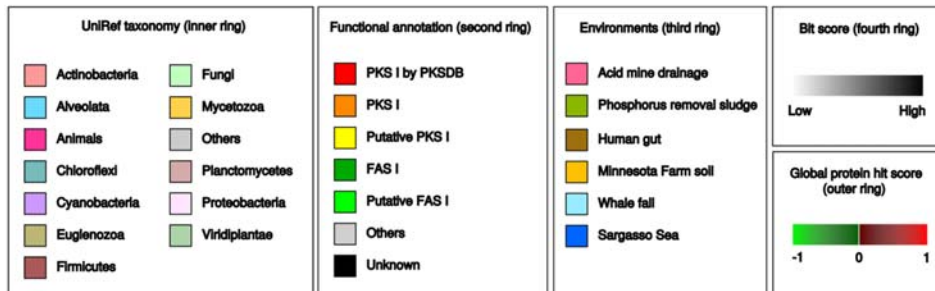 UniRef taxonomy (inner ring)
Actinobacteria
Alveolata
Animals
Chloroflexi
Cyanobacteria
Euglenozoa
Firmicutes
Fungi
Mycetozoa
Others
Planctomycetes
Proteobacteria
Viridiplantae
Functional annotation (second ring)
PKS I by PKSDB
PKS I
Putative PKS I
FAS I
Putative FAS I
Others
Unknown
Environments (third ring)
Acid mine drainage
Phosphorus removal sludge
Human gut
Minnesota Farm soil
Whale fall
Sargasso Sea
Bit score (fourth ring)
Low High
Global protein hit score
(outer ring)
-1 0 1